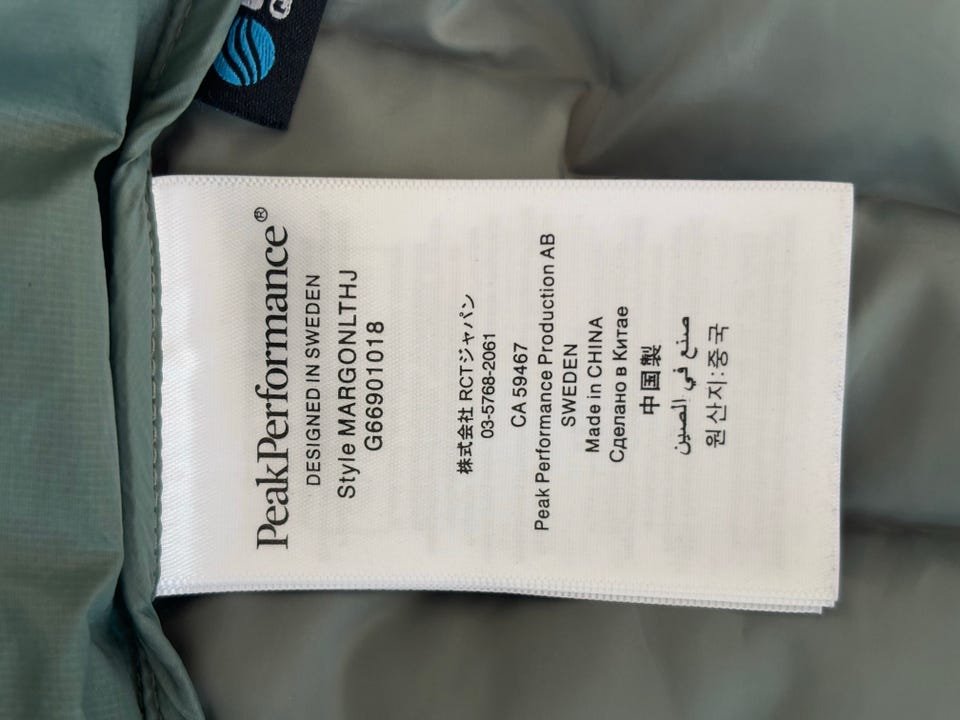 PeakPerformance®
DESIGNED IN SWEDEN
Style MARGONLTHJ
G66901018
株式会社 RCTジャパン
03-5768-2061
CA 59467
Peak Performance Production AB
SWEDEN
Made in CHINA
Сделано в Китае
中国製
صنع في الصين
원산지:중국